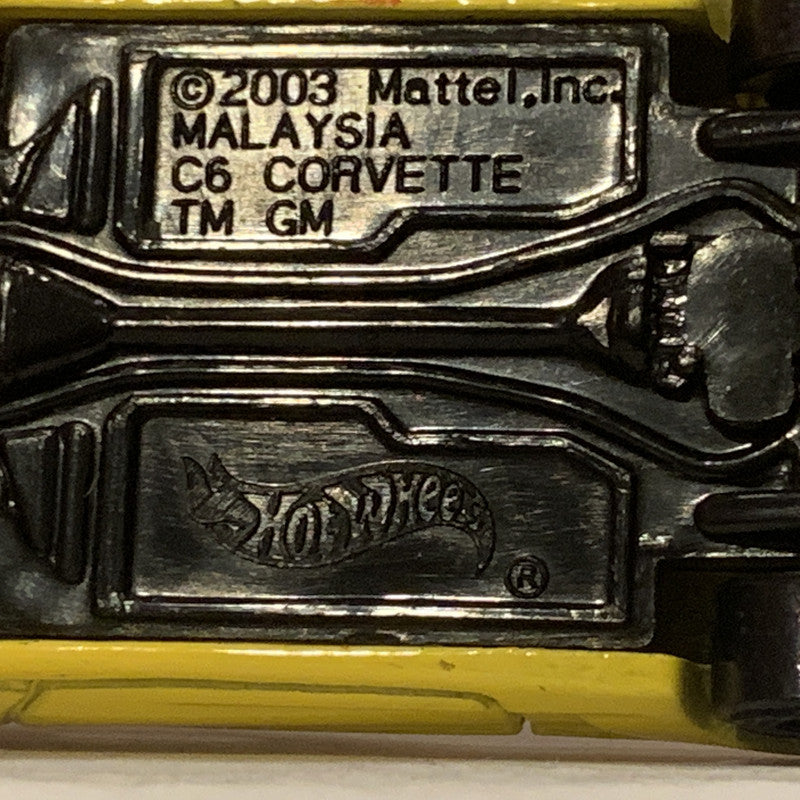 ©2003 Mattel,Inc.
MALAYSIA
C6 CORVETTE
TM GM
HOT WHEELS
®